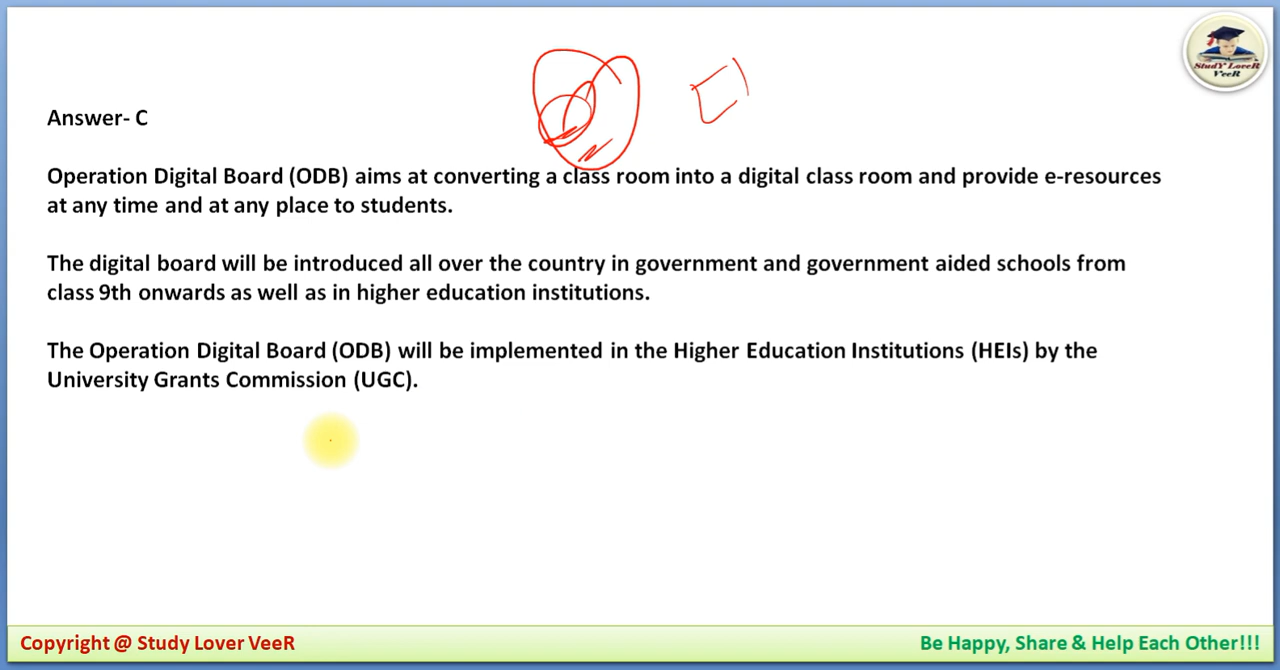 StudY LoveR
VeeR
Answer- C
Operation Digital Board (ODB) aims at converting a class room into a digital class room and provide e-resources
at any time and at any place to students.
The digital board will be introduced all over the country in government and government aided schools from
class 9th onwards as well as in higher education institutions.
The Operation Digital Board (ODB) will be implemented in the Higher Education Institutions (HEIs) by the
University Grants Commission (UGC).
Copyright @ Study Lover VeeR
Be Happy, Share & Help Each Other!!!